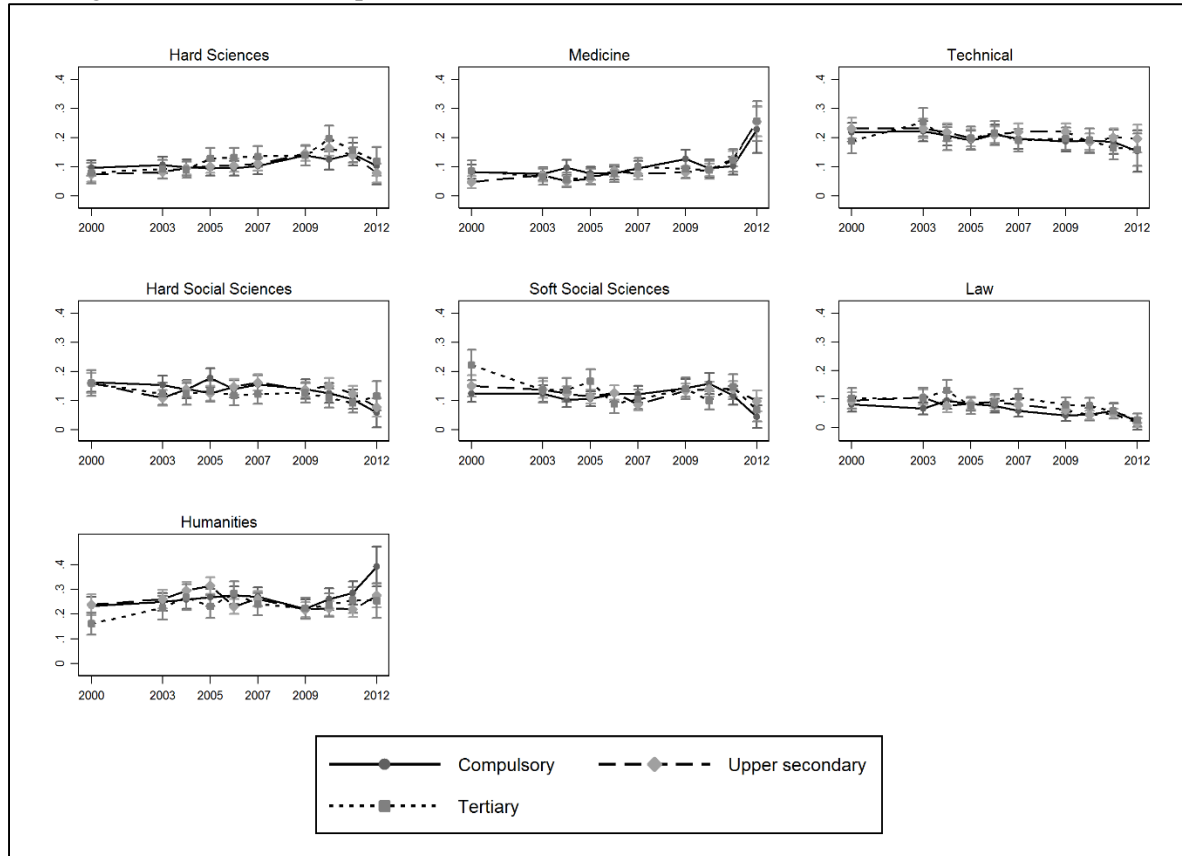 Hard Sciences Medicine Technical
.4 .4 .4
.3 .3 .3
.2 .2 .2
.1 .1 .1
0 0 0
2000 2003 2005 2007 2009 2012 2000 2003 2005 2007 2009 2012 2000 2003 2005 2007 2009 2012
Hard Social Sciences Soft Social Sciences Law
.4 .4 .4
.3 .3 .3
.2 .2 .2
.1 .1 .1
0 0 0
2000 2003 2005 2007 2009 2012 2000 2003 2005 2007 2009 2012 2000 2003 2005 2007 2009 2012
Humanities
.4
.3
.2
.1
0
2000 2003 2005 2007 2009 2012
Compulsory Upper secondary
Tertiary